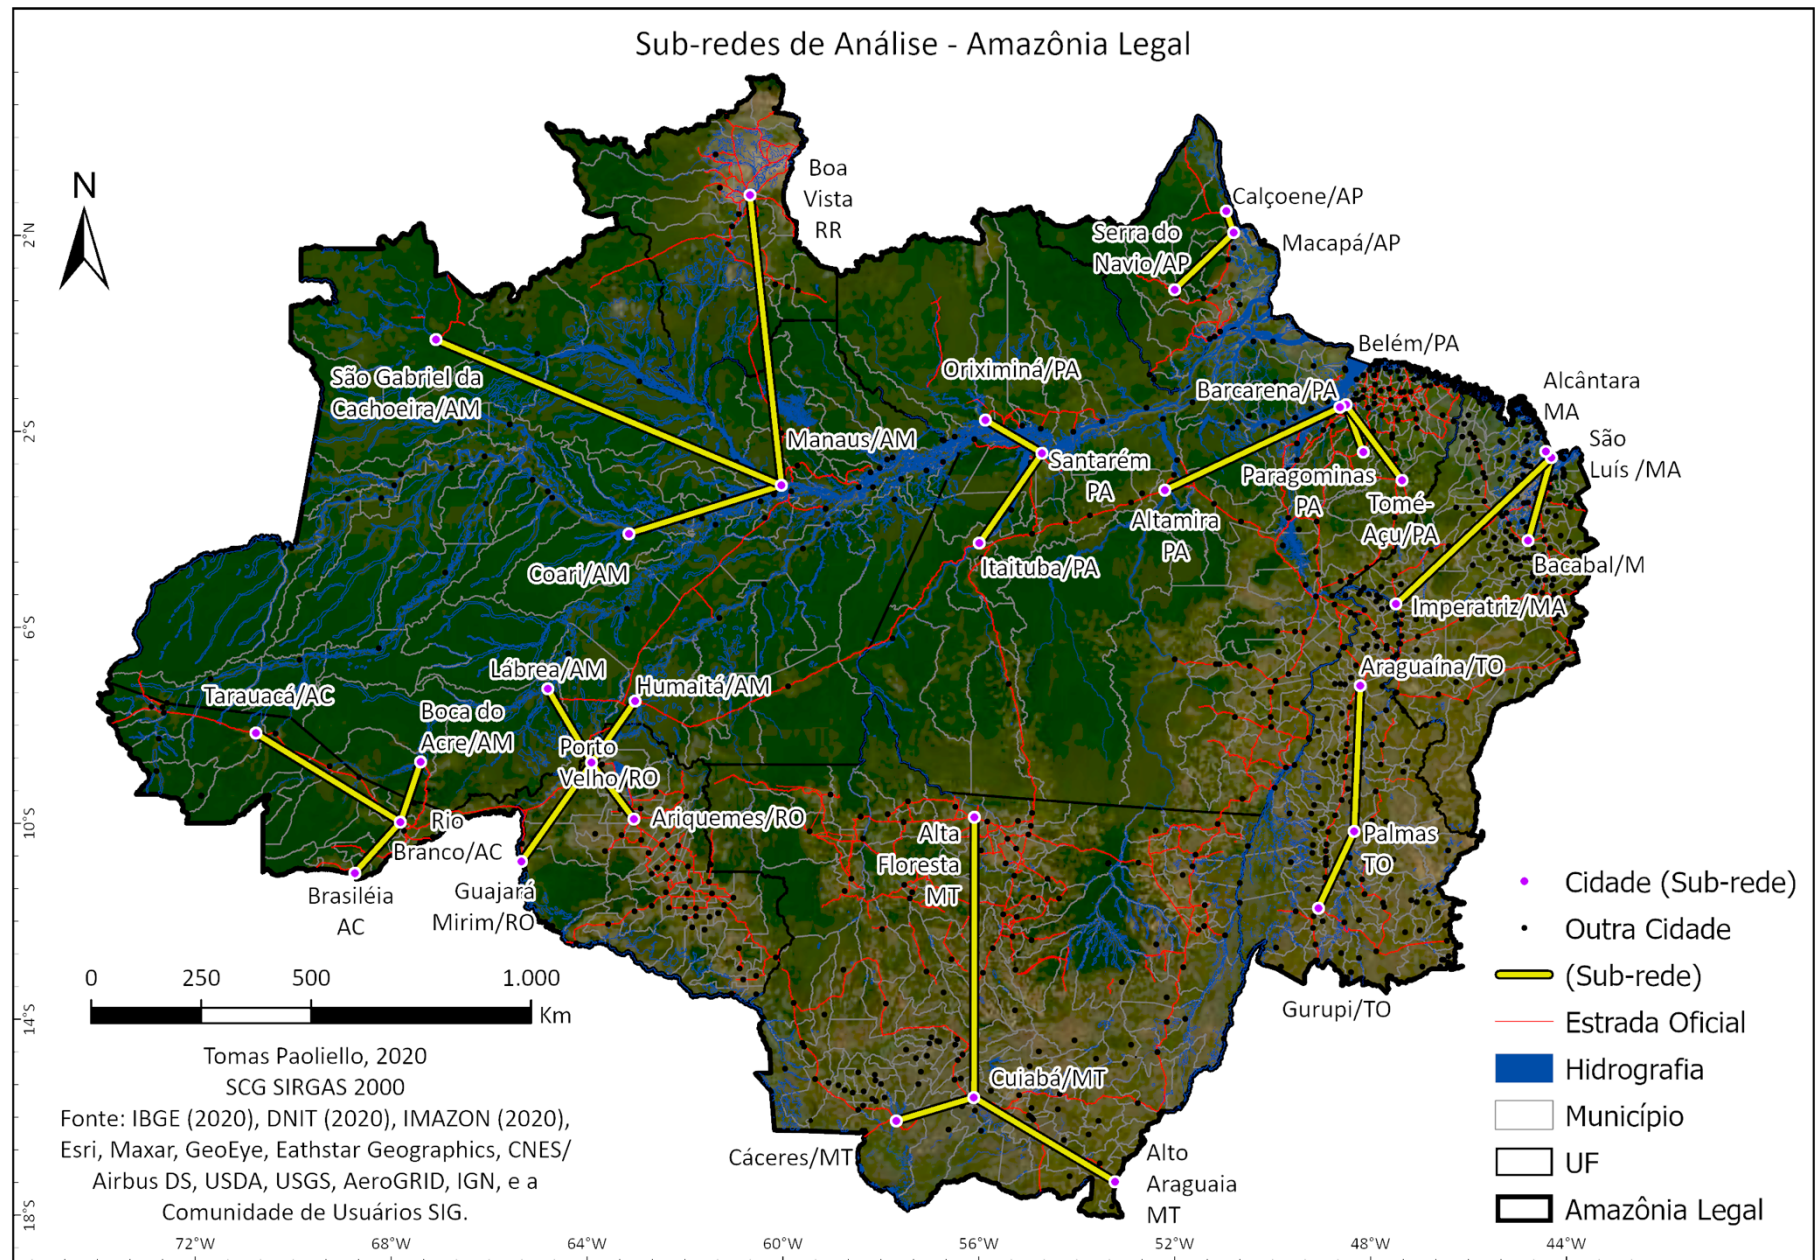 Sub-redes de Análise - Amazônia Legal
N
Boa
Vista
RR
Calçoene/AP
Macapá/AP
Serra do
Navio/AP
2°N
São Gabriel da
Cachoeira/AM
Oriximiná/PA
Belém/PA
Barcarena/PA
Alcântara
MA
São
Luís /MA
2°S
Manaus/AM
Santarém
PA
Altamira
PA
Paragominas
PA
Tomé-
Açu/PA
Bacabal/M
Coari/AM
Itaituba/PA
Imperatriz/MA
6°S
Lábrea/AM
Humaitá/AM
Araguaína/TO
Tarauacá/AC
Boca do
Acre/AM
Porto
Velho/RO
Ariquemes/RO
10°S
Rio
Branco/AC
Alta
Floresta
MT
Palmas
TO
Brasiléia
AC
Guajará
Mirim/RO
Gurupi/TO
14°S
Cuiabá/MT
Cáceres/MT
Alto
Araguaia
MT
18°S
0 250 500 1.000
Km
Tomas Paoliello, 2020
SCG SIRGAS 2000
Fonte: IBGE (2020), DNIT (2020), IMAZON (2020),
Esri, Maxar, GeoEye, Eathstar Geographics, CNES/
Airbus DS, USDA, USGS, AeroGRID, IGN, e a
Comunidade de Usuários SIG.
Cidade (Sub-rede)
Outra Cidade
(Sub-rede)
Estrada Oficial
Hidrografia
Município
UF
Amazônia Legal
72°W 68°W 64°W 60°W 56°W 52°W 48°W 44°W